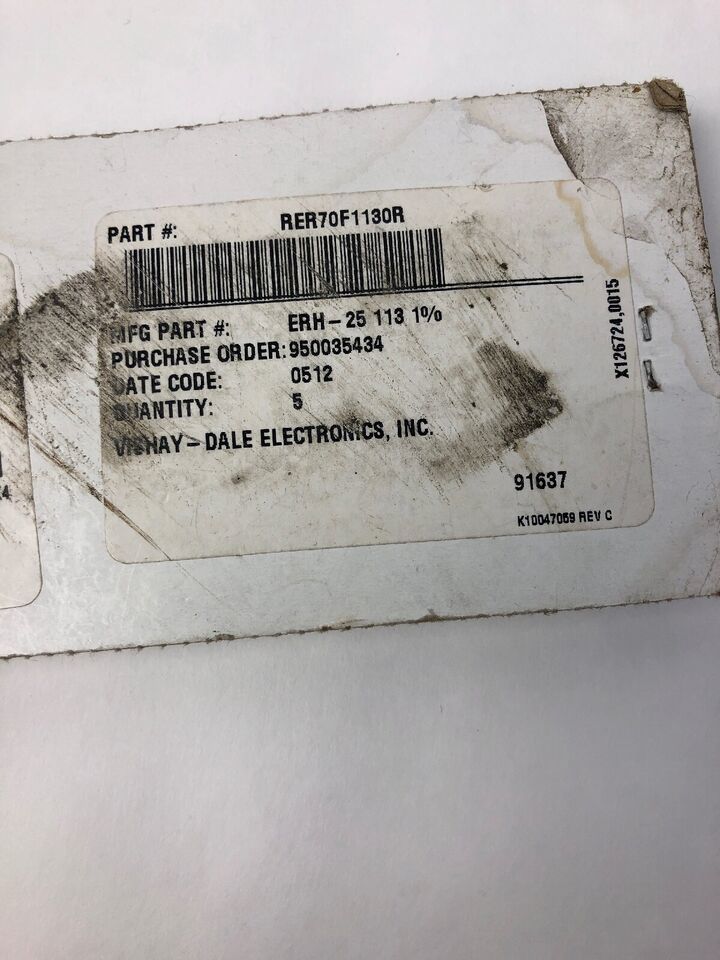 PART #: RER70F1130R
MFG PART #: ERH-25 113 1%
PURCHASE ORDER: 950035434
DATE CODE: 0512
QUANTITY: 5
VISHAY-DALE ELECTRONICS, INC.
91637
K10047059 REV C
X126724,0015